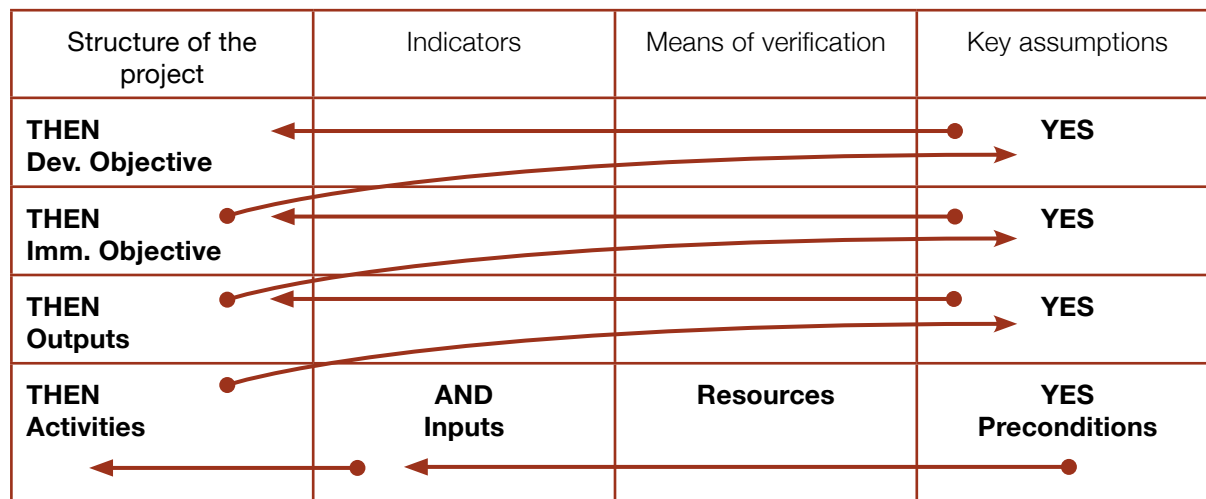 Structure of the project
Indicators
Means of verification
Key assumptions
THEN
Dev. Objective
YES
THEN
Imm. Objective
YES
THEN
Outputs
YES
THEN
Activities
AND
Inputs
Resources
YES
Preconditions